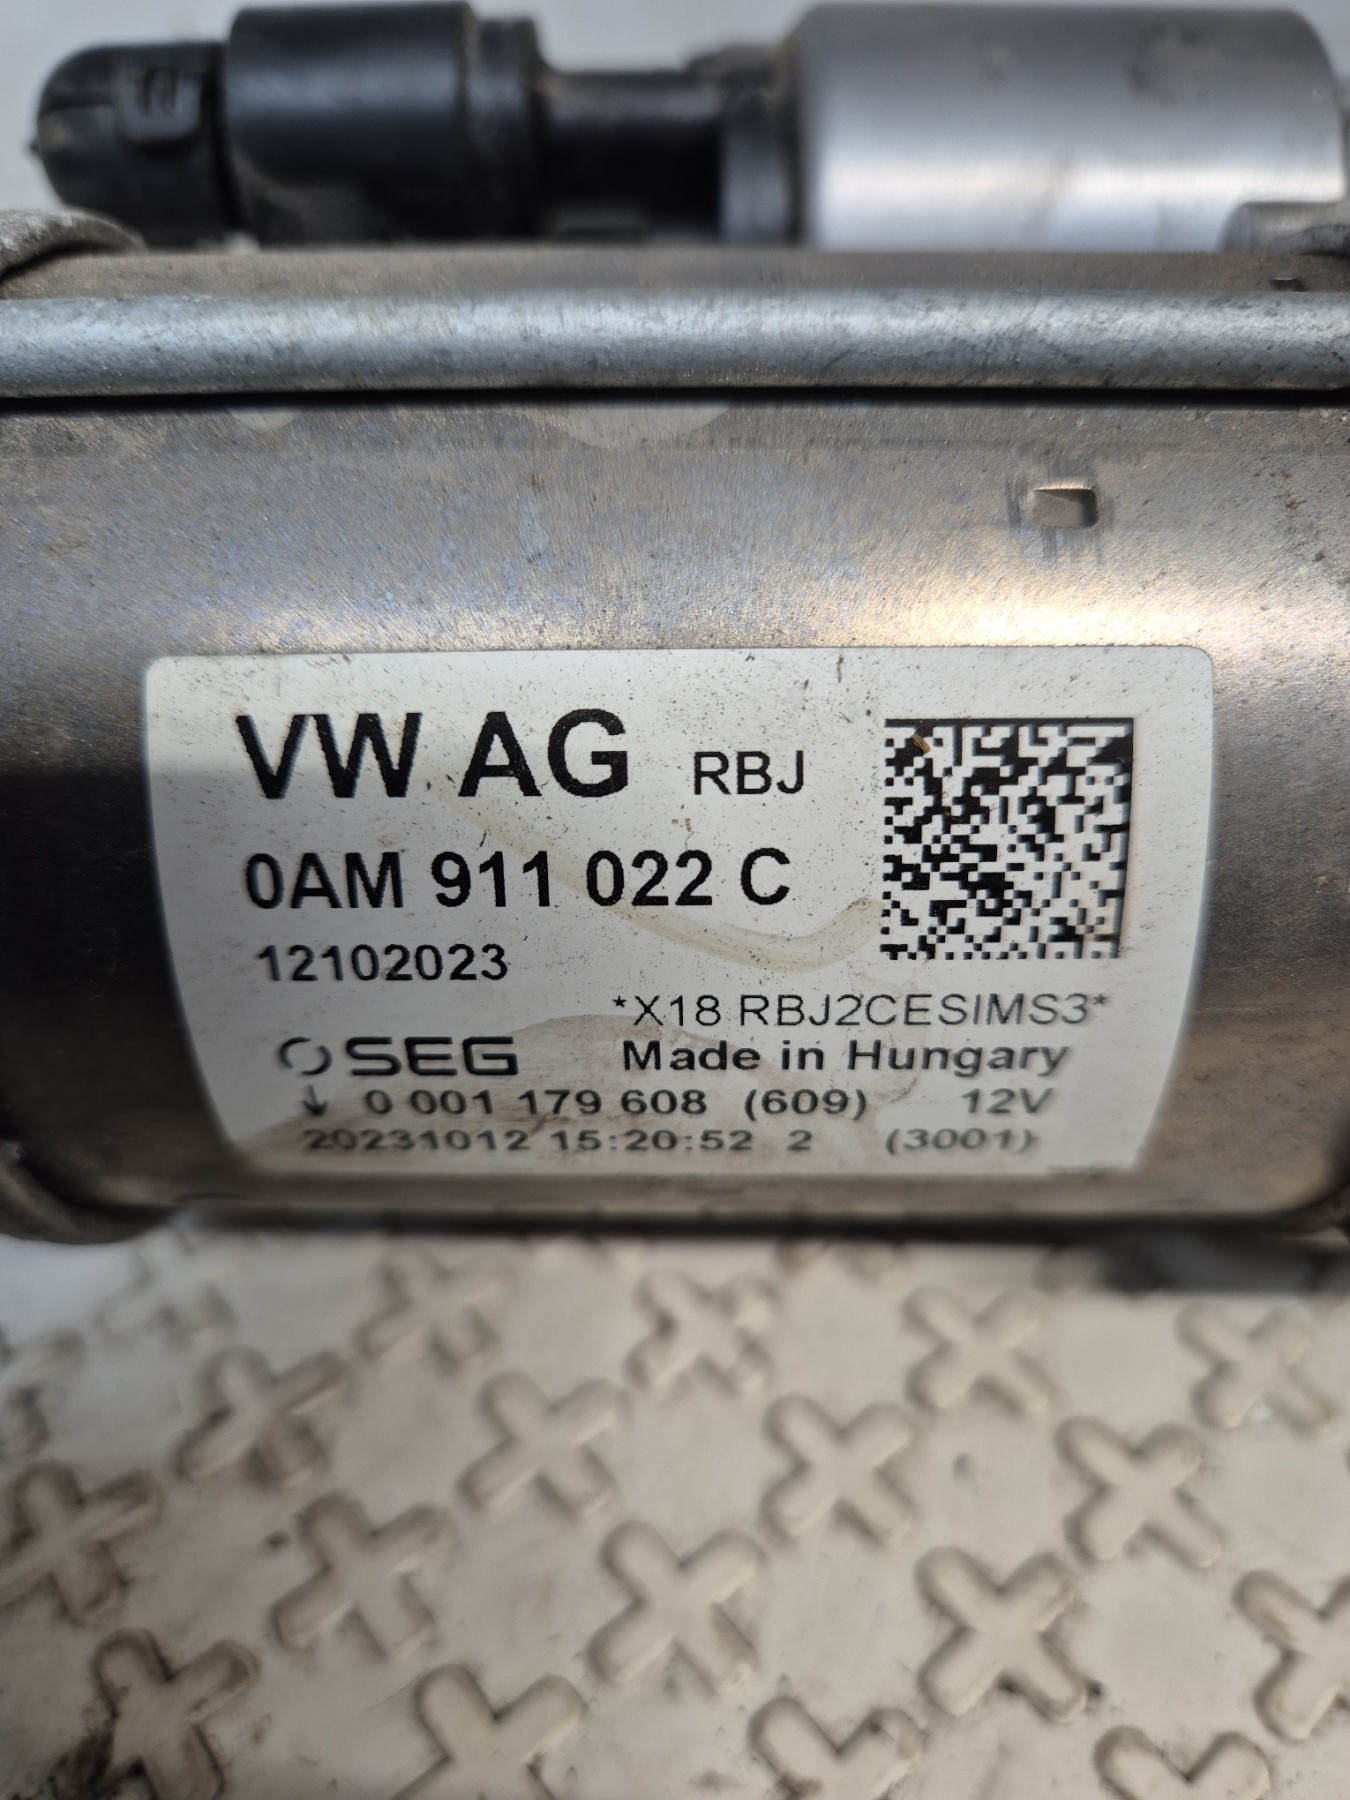 VW AG RBJ
0AM 911 022 C
12102023
*X18 RBJ2CESIMS3*
SEG Made in Hungary
↓ 0 001 179 608 (609) 12V
20231012 15:20:52 2 (3001)